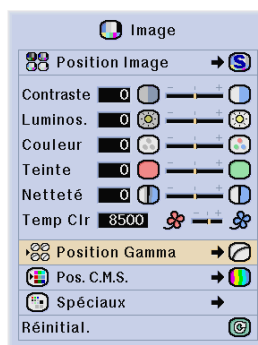 Image
Position Image S
Contraste 0
Luminos. 0
Couleur 0
Teinte 0
Netteté 0
Temp Clr 8500
Position Gamma
Pos. C.M.S.
Spéciaux
Réinitial.